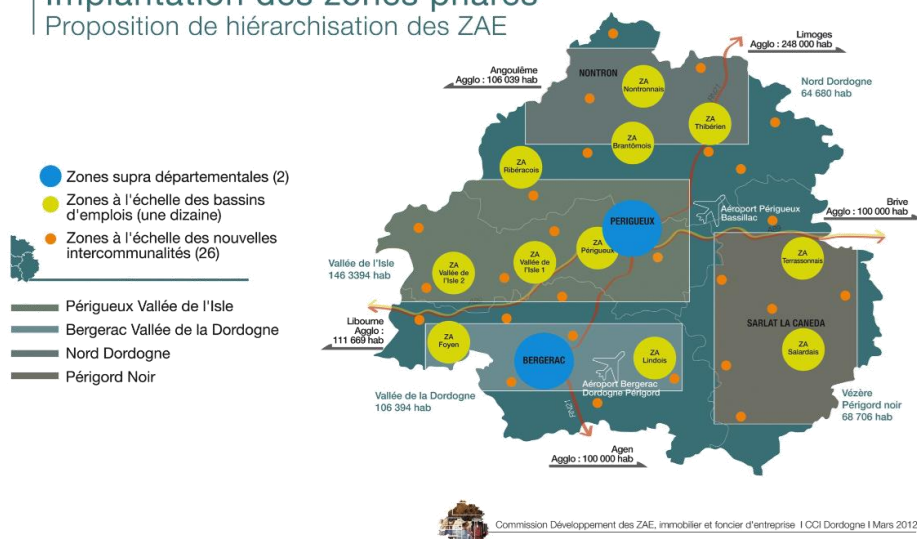 Implantation des zones phares
Proposition de hiérarchisation des ZAE
Limoges
Agglo : 248 000 hab
Angoulême
Agglo : 106 039 hab
NONTRON
ZA
Nontronnais
Nord Dordogne
64 680 hab
ZA
Thibérien
ZA
Brantômois
ZA
Ribéracois
Zones supra départementales (2)
Zones à l'échelle des bassins
d'emplois (une dizaine)
Zones à l'échelle des nouvelles
intercommunalités (26)
Périgueux Vallée de l'Isle
Bergerac Vallée de la Dordogne
Nord Dordogne
Périgord Noir
PERIGUEUX
Aéroport Périgueux
Bassillac
Brive
Agglo : 100 000 hab
ZA
Périgueux
ZA
Vallée de
l'Isle 1
ZA
Vallée de
l'Isle 2
ZA
Terrassonnais
Vallée de l'Isle
146 3394 hab
Libourne
Agglo :
111 669 hab
SARLAT LA CANEDA
ZA
Foyen
BERGERAC
ZA
Lindois
ZA
Salardais
Aéroport Bergerac
Dordogne Périgord
Vallée de la Dordogne
106 394 hab
RN21
Vézère
Périgord noir
68 706 hab
Agen
Agglo : 100 000 hab
Commission Développement des ZAE, immobilier et foncier d'entreprise I CCI Dordogne I Mars 2012